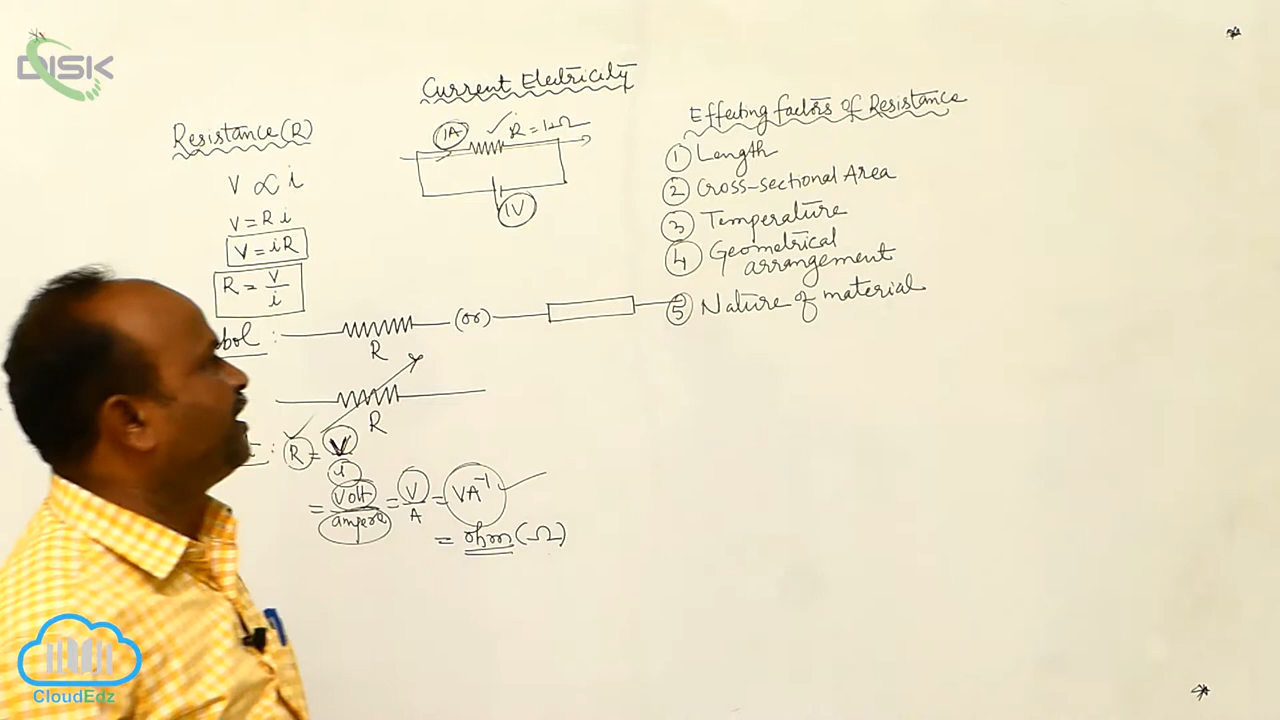 DISK
Current Electricity
Resistance (R)
V ∝ i
V = R i
V = iR
R = V/i
1A
R = 1Ω
1V
bol :
R
(or)
R
: R = V/i
= Volt/ampere = V/A = VA⁻¹
= ohm (Ω)
Effecting factors of Resistance
① Length
② Cross-sectional Area
③ Temperature
④ Geometrical
arrangement
⑤ Nature of material
CloudEdz